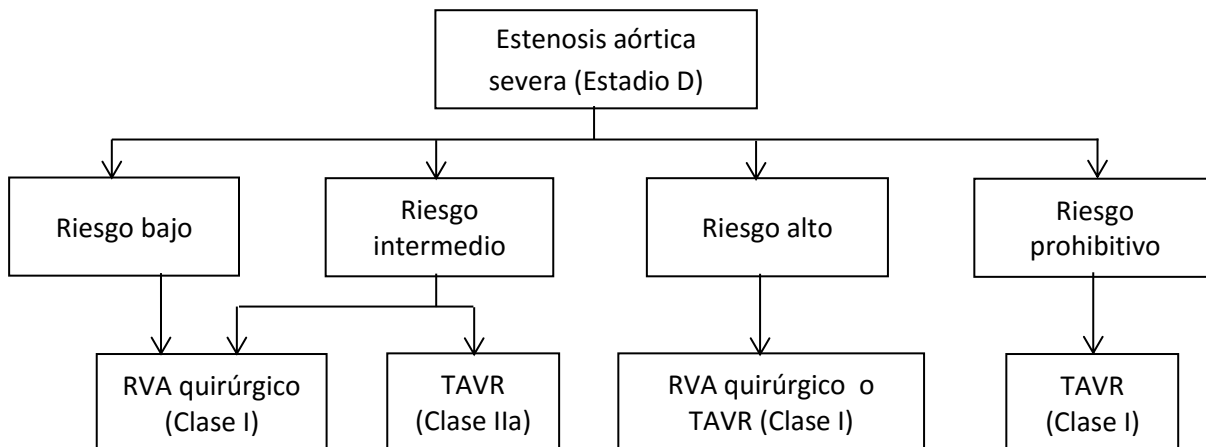 Estenosis aórtica
severa (Estadio D)
Riesgo bajo
Riesgo
intermedio
Riesgo alto
Riesgo
prohibitivo
RVA quirúrgico
(Clase I)
TAVR
(Clase IIa)
RVA quirúrgico o
TAVR (Clase I)
TAVR
(Clase I)